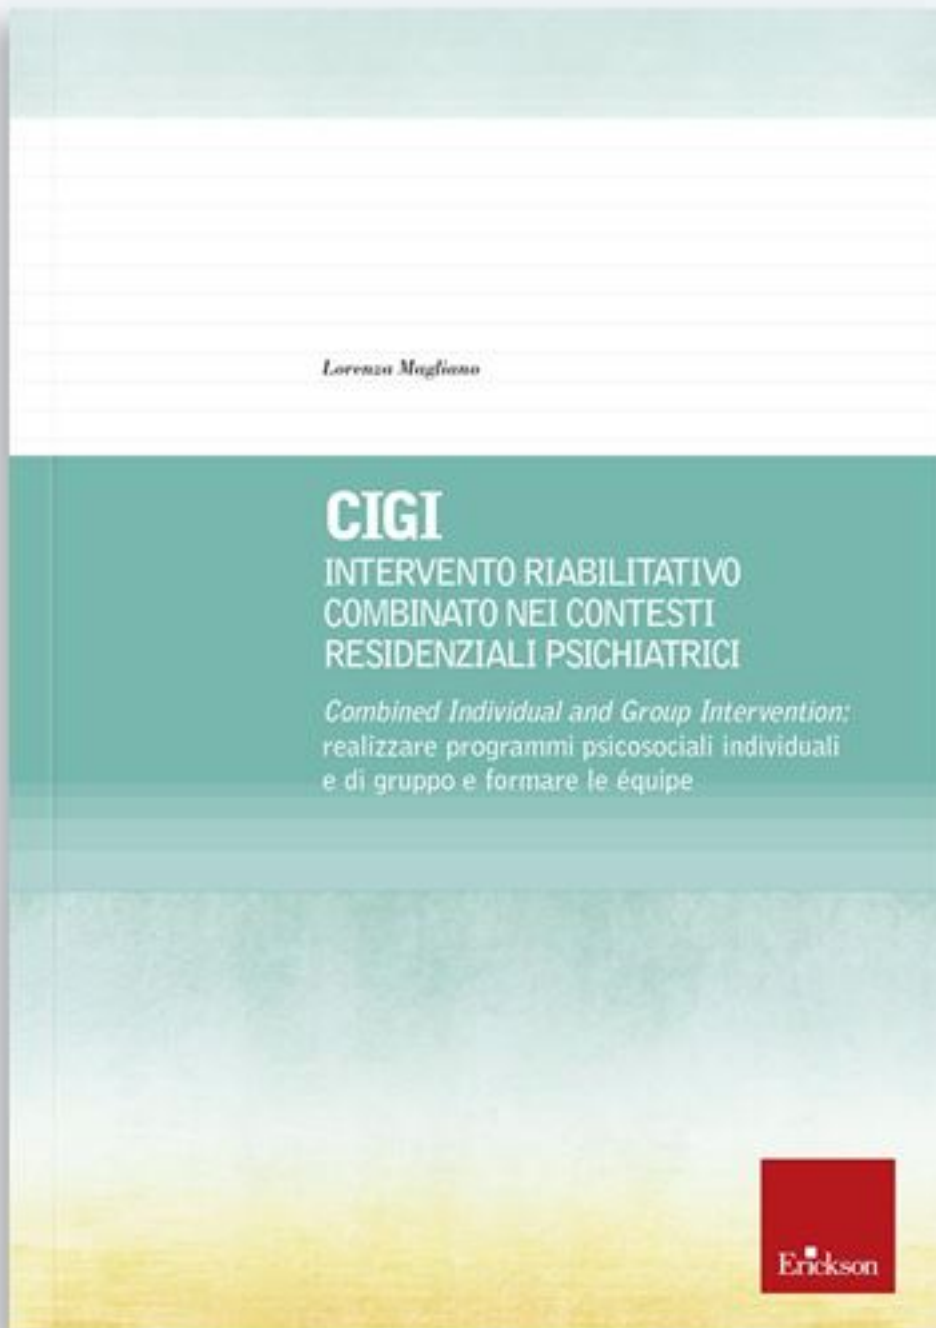 Lorenza Magliano
CIGI
INTERVENTO RIABILITATIVO
COMBINATO NEI CONTESTI
RESIDENZIALI PSICHIATRICI
Combined Individual and Group Intervention:
realizzare programmi psicosociali individuali
e di gruppo e formare le équipe
Erickson